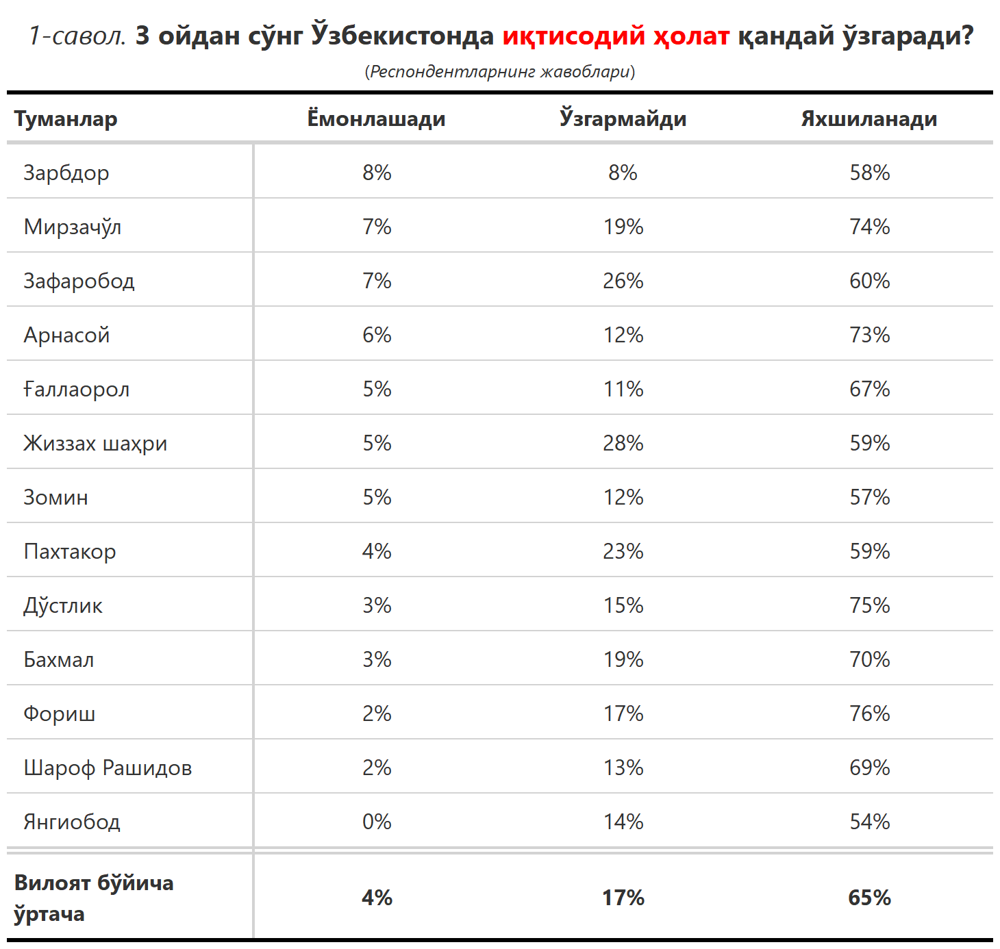 1-савол. 3 ойдан сўнг Ўзбекистонда иқтисодий ҳолат қандай ўзгаради?
(Респондентларнинг жавоблари)
Туманлар Ёмонлашади Ўзгармайди Яхшиланади
Зарбдор 8% 8% 58%
Мирзачўл 7% 19% 74%
Зафаробод 7% 26% 60%
Арнасой 6% 12% 73%
Ғаллаорол 5% 11% 67%
Жиззах шаҳри 5% 28% 59%
Зомин 5% 12% 57%
Пахтакор 4% 23% 59%
Дўстлик 3% 15% 75%
Бахмал 3% 19% 70%
Фориш 2% 17% 76%
Шароф Рашидов 2% 13% 69%
Янгиобод 0% 14% 54%
Вилоят бўйича
ўртача 4% 17% 65%